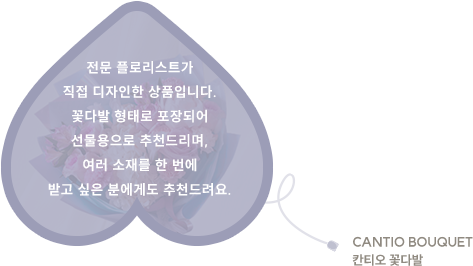 전문 플로리스트가
직접 디자인한 상품입니다.
꽃다발 형태로 포장되어
선물용으로 추천드리며,
여러 소재를 한 번에
받고 싶은 분에게도 추천드려요.
CANTIO BOUQUET
칸티오 꽃다발